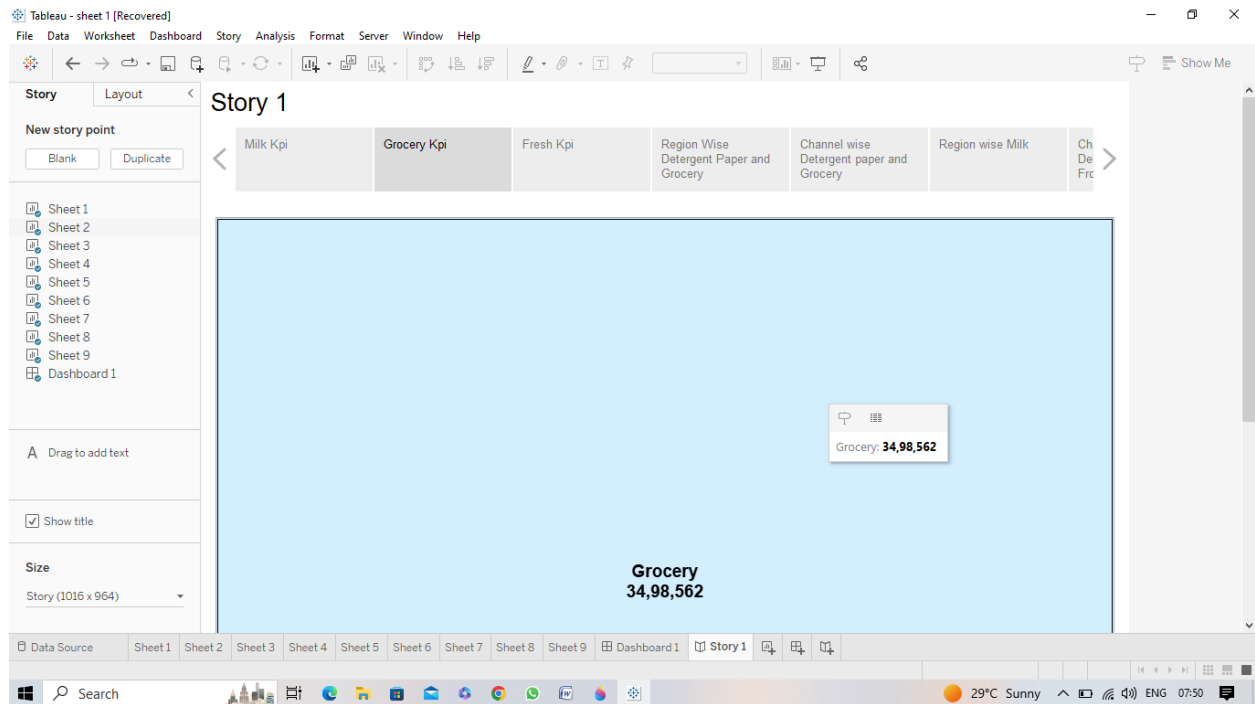 Tableau - sheet 1 [Recovered]
File Data Worksheet Dashboard Story Analysis Format Server Window Help
Show Me
Story Layout
New story point
Blank Duplicate
Sheet 1
Sheet 2
Sheet 3
Sheet 4
Sheet 5
Sheet 6
Sheet 7
Sheet 8
Sheet 9
Dashboard 1
A Drag to add text
Show title
Size
Story (1016 x 964)
Story 1
Milk Kpi
Grocery Kpi
Fresh Kpi
Region Wise
Detergent Paper and
Grocery
Channel wise
Detergent paper and
Grocery
Region wise Milk
Ch
De
Fro
Grocery: 34,98,562
Grocery
34,98,562
Data Source Sheet 1 Sheet 2 Sheet 3 Sheet 4 Sheet 5 Sheet 6 Sheet 7 Sheet 8 Sheet 9 Dashboard 1 Story 1
Search 29°C Sunny ENG 07:50